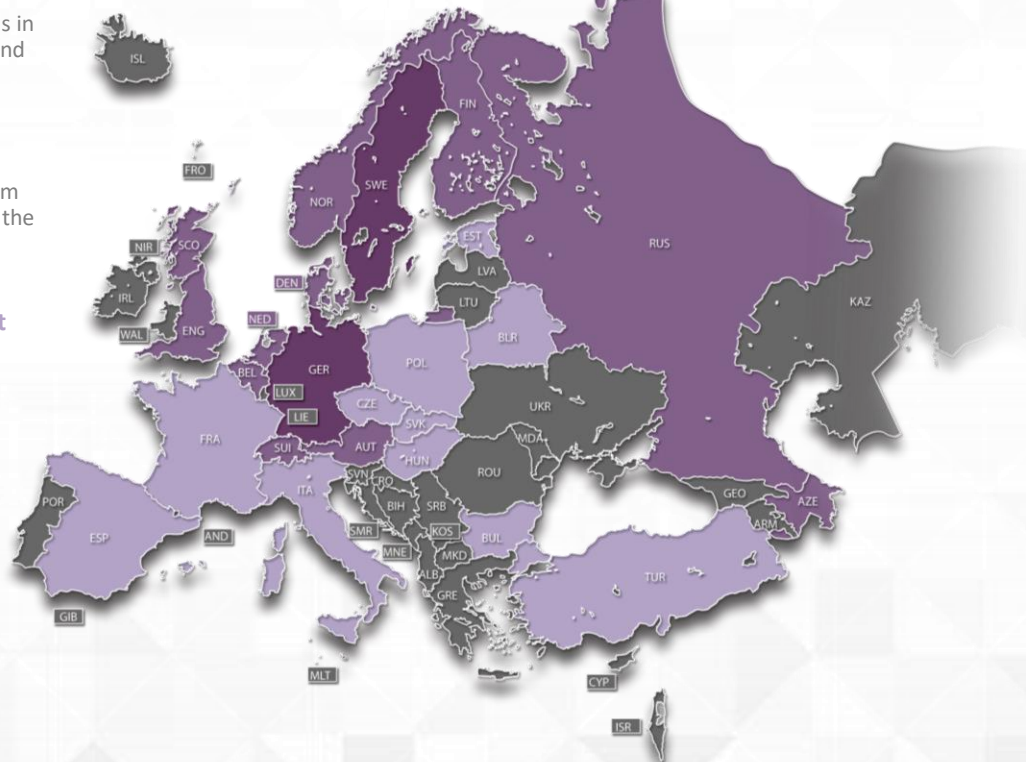 s in
nd
m
the
t
ISL
FRO
FIN
SWE
NOR
RUS
SCO
NIR
EST
LVA
IRL
DEN
LTU
KAZ
WAL
ENG
NED
BLR
POL
BEL
GER
LUX
CZE
UKR
LIE
SVK
FRA
SUI
AUT
MDA
HUN
ROU
ITA
SVN
CRO
POR
BIH
SRB
GEO
AZE
ESP
AND
SMR
KOS
BUL
ARM
MNE
MKD
ALB
TUR
GRE
GIB
MLT
CYP
ISR